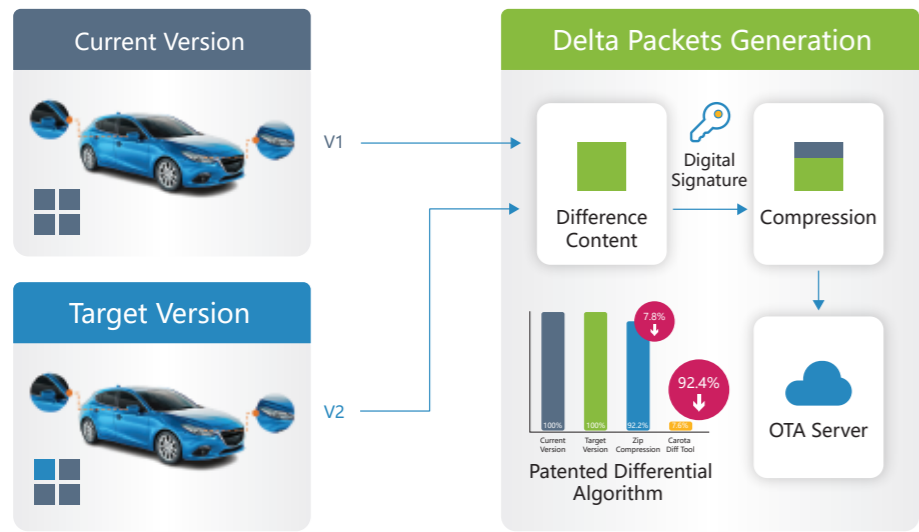 Current Version
V1
Target Version
V2
Delta Packets Generation
Difference
Content
Digital
Signature
Compression
OTA Server
7.8%
92.4%
100%
100%
92.2%
7.6%
Current
Version
Target
Version
Zip
Compression
Carota
Diff Tool
Patented Differential
Algorithm